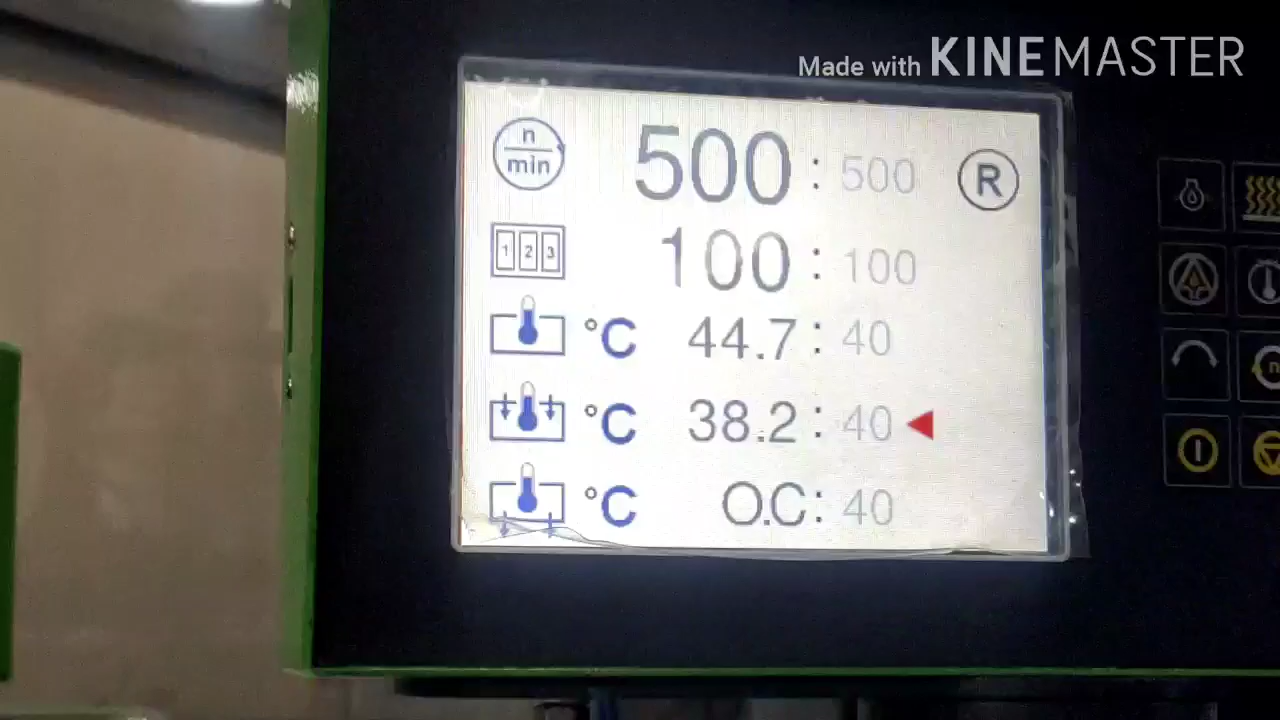 Made with KINEMASTER
n
min 500 : 500 R
1 2 3 100 : 100
°C 44.7 : 40
°C 38.2 : 40
°C O.C: 40